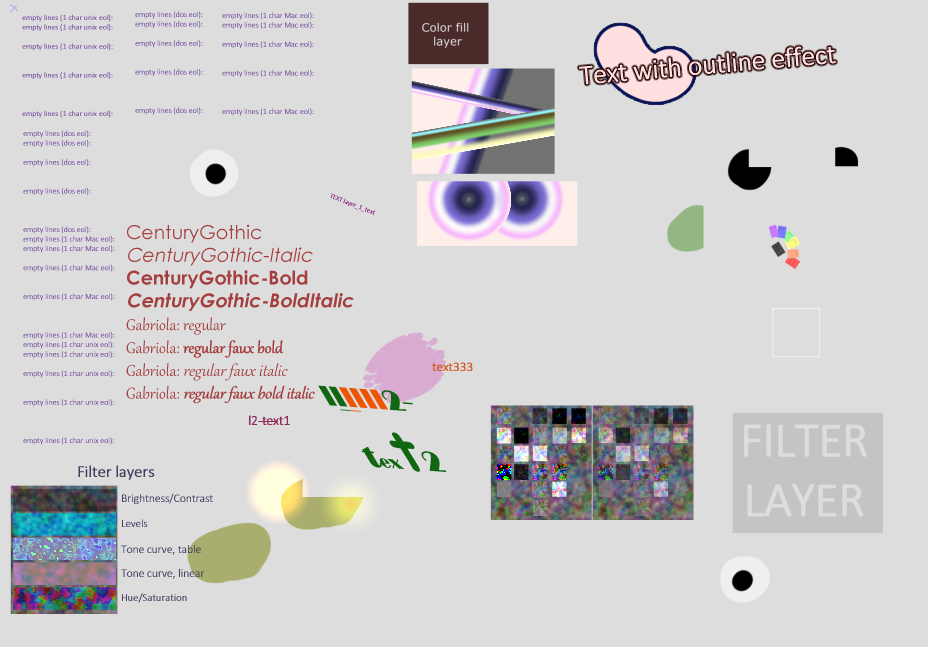 empty lines (1 char unix eol):
empty lines (1 char unix eol):
empty lines (1 char unix eol):
empty lines (1 char unix eol):
empty lines (1 char unix eol):
empty lines (dos eol):
empty lines (dos eol):
empty lines (dos eol):
empty lines (dos eol):
empty lines (dos eol):
empty lines (1 char Mac eol):
empty lines (1 char Mac eol):
empty lines (1 char Mac eol):
empty lines (1 char Mac eol):
empty lines (1 char Mac eol):
empty lines (1 char unix eol):
empty lines (1 char unix eol):
empty lines (1 char unix eol):
empty lines (1 char unix eol):
empty lines (1 char unix eol):
empty lines (dos eol):
empty lines (dos eol):
empty lines (dos eol):
empty lines (dos eol):
empty lines (dos eol):
empty lines (1 char Mac eol):
empty lines (1 char Mac eol):
empty lines (1 char Mac eol):
empty lines (1 char Mac eol):
empty lines (1 char Mac eol):
Color fill
layer
Text with outline effect
TEXT layer_1_text
CenturyGothic
CenturyGothic-Italic
CenturyGothic-Bold
CenturyGothic-BoldItalic
Gabriola: regular
Gabriola: regular faux bold
Gabriola: regular faux italic
Gabriola: regular faux bold italic
text333
l2-text1
text2
FILTER
LAYER
Filter layers
Brightness/Contrast
Levels
Tone curve, table
Tone curve, linear
Hue/Saturation